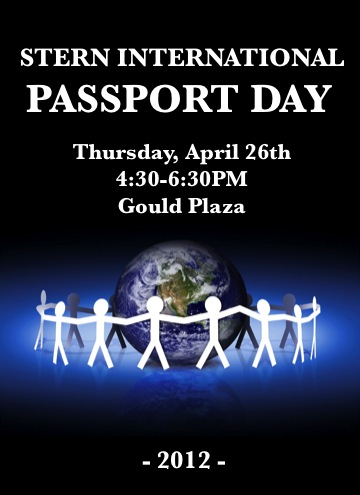 STERN INTERNATIONAL
PASSPORT DAY
Thursday, April 26th
4:30-6:30PM
Gould Plaza
- 2012 -